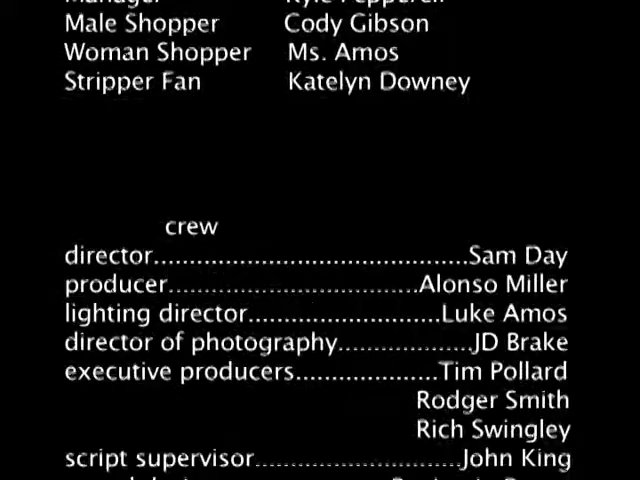 Male Shopper Cody Gibson
Woman Shopper Ms. Amos
Stripper Fan Katelyn Downey
crew
director..........................................Sam Day
producer.................................Alonso Miller
lighting director.........................Luke Amos
director of photography..................JD Brake
executive producers...................Tim Pollard
Rodger Smith
Rich Swingley
script supervisor...........................John King